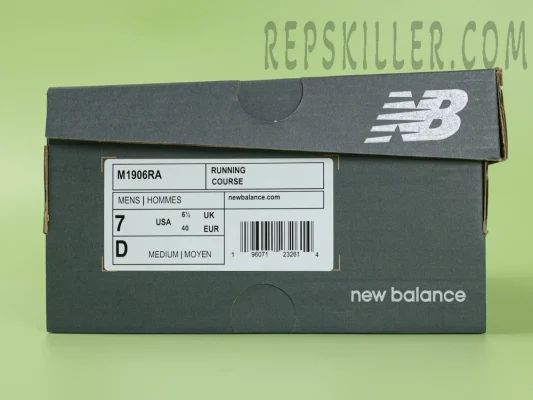 REPSKILLER.COM
NB
M1906RA
RUNNING
COURSE
MENS | HOMMES
newbalance.com
7 USA 6½ UK
40 EUR
D MEDIUM | MOYEN
1 96071 23261 4
new balance